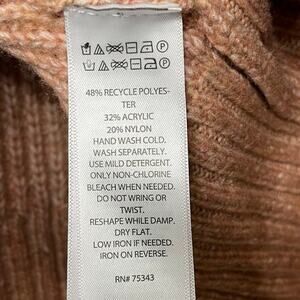 48% RECYCLE POLYES-
TER
32% ACRYLIC
20% NYLON
HAND WASH COLD.
WASH SEPARATELY.
USE MILD DETERGENT.
ONLY NON-CHLORINE
BLEACH WHEN NEEDED.
DO NOT WRING OR
TWIST.
RESHAPE WHILE DAMP.
DRY FLAT.
LOW IRON IF NEEDED.
IRON ON REVERSE.
RN# 75343